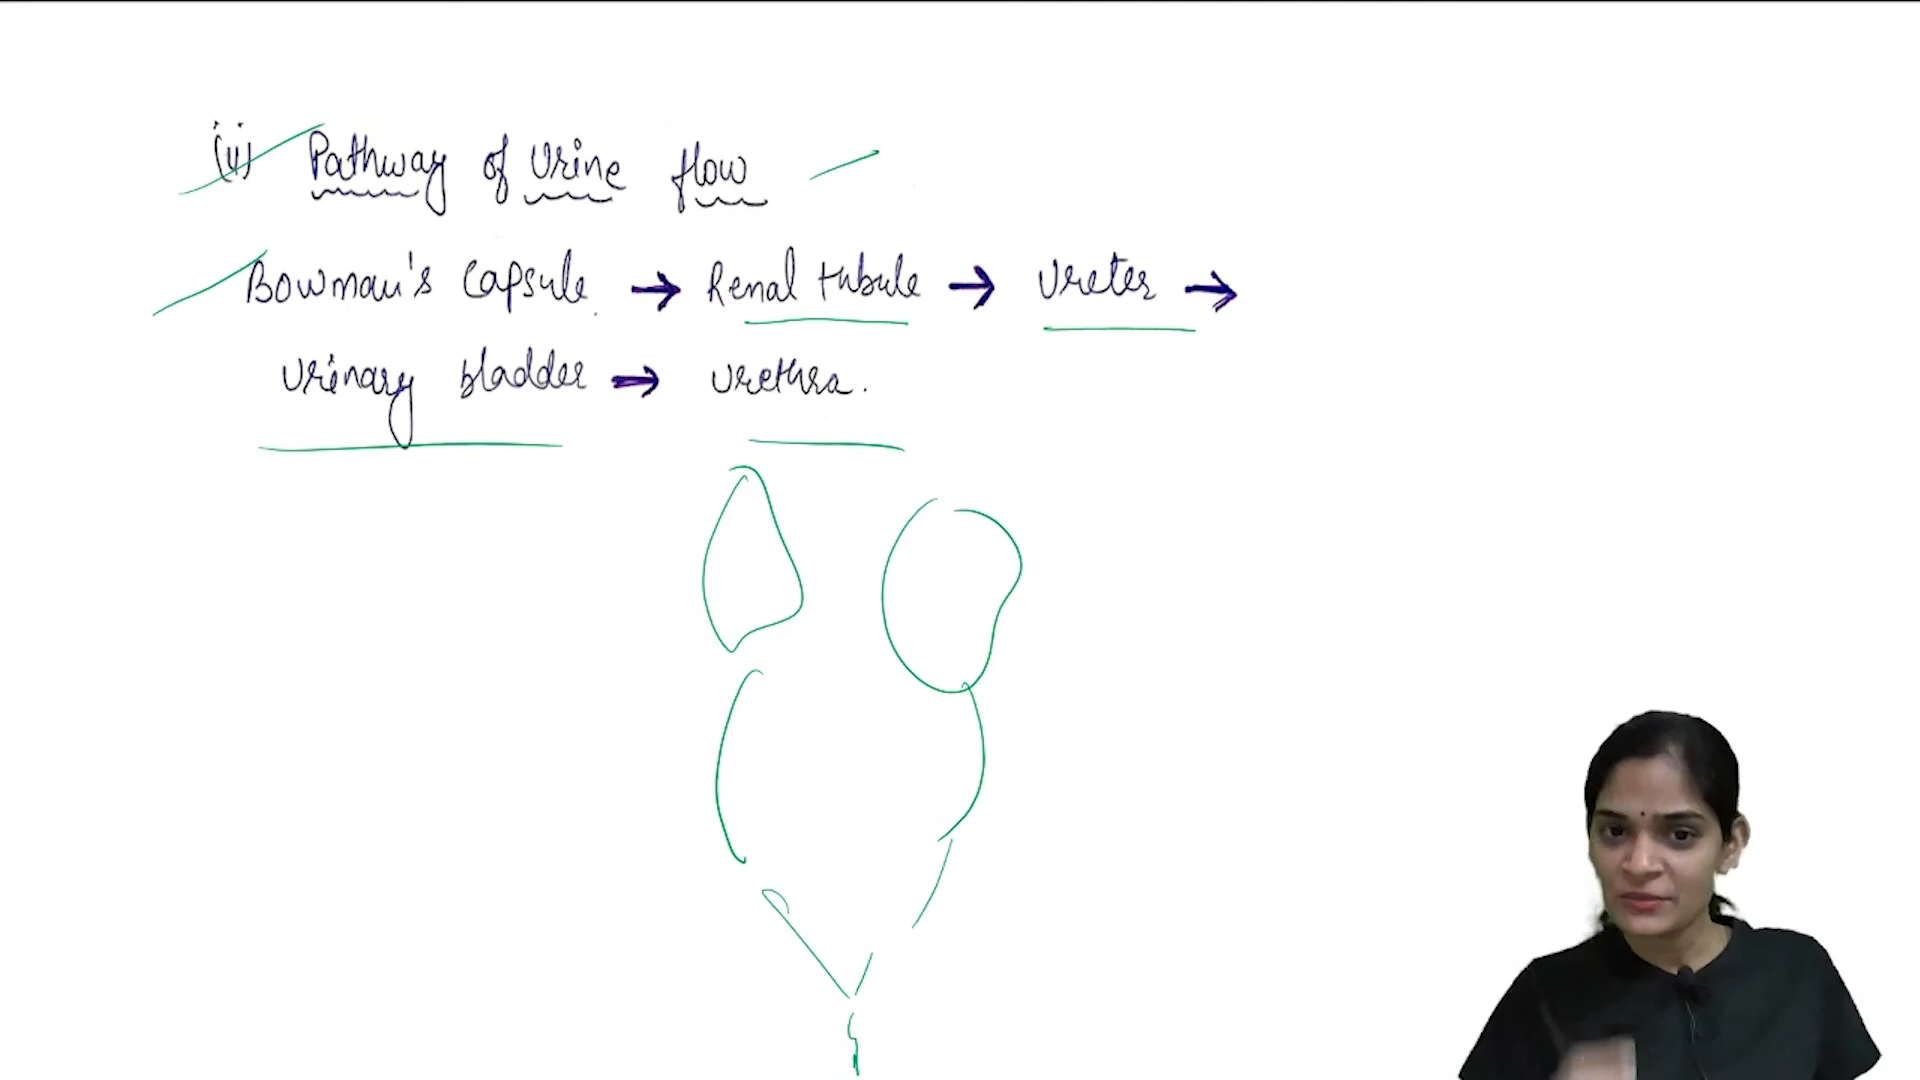 (ii) Pathway of Urine flow
Bowman's Capsule → Renal tubule → Ureter →
Urinary bladder → Urethra.